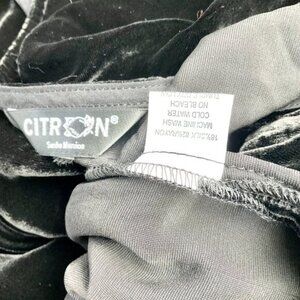 CITRON®
Santa Monica
18% SILK 82% RAYON
MACHINE WASH
COLD WATER
NO BLEACH